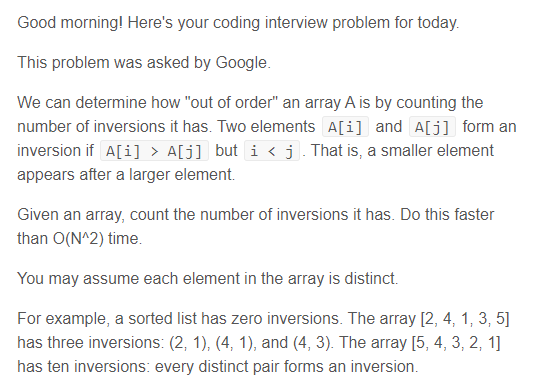 Good morning! Here's your coding interview problem for today.
This problem was asked by Google.
We can determine how "out of order" an array A is by counting the
number of inversions it has. Two elements A[i] and A[j] form an
inversion if A[i] > A[j] but i < j. That is, a smaller element
appears after a larger element.
Given an array, count the number of inversions it has. Do this faster
than O(N^2) time.
You may assume each element in the array is distinct.
For example, a sorted list has zero inversions. The array [2, 4, 1, 3, 5]
has three inversions: (2, 1), (4, 1), and (4, 3). The array [5, 4, 3, 2, 1]
has ten inversions: every distinct pair forms an inversion.